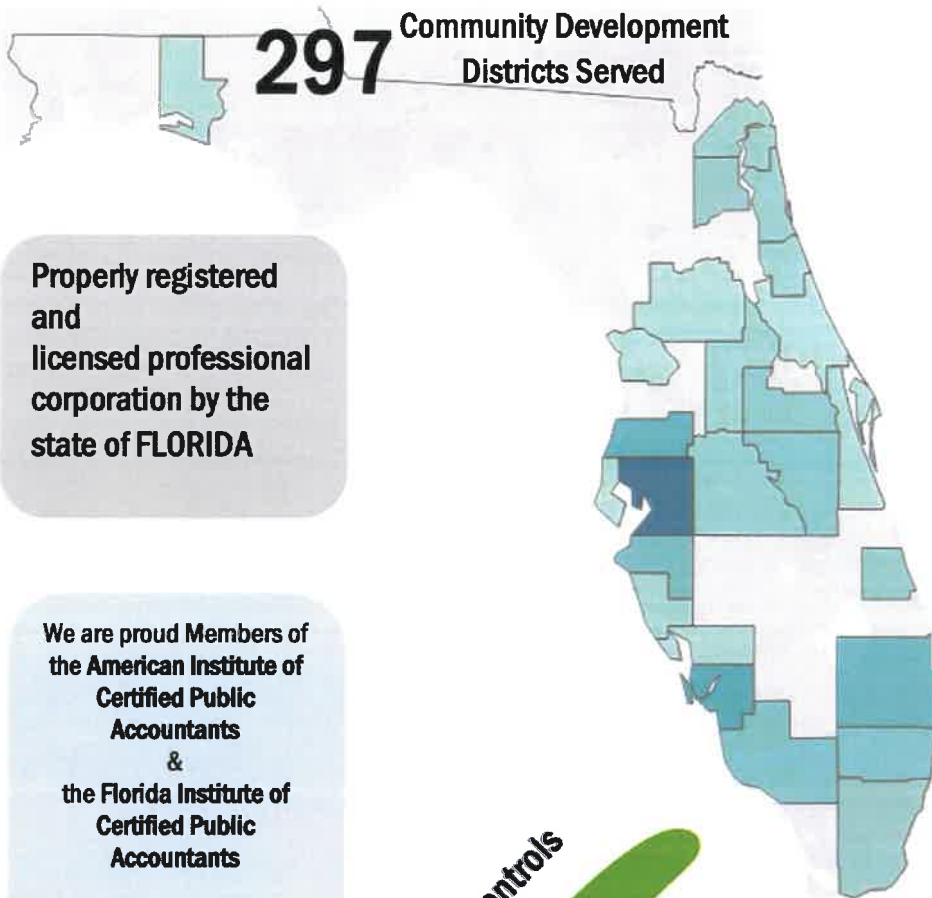 297
Community Development
Districts Served
Properly registered
and
licensed professional
corporation by the
state of FLORIDA
We are proud Members of
the American Institute of
Certified Public
Accountants
&
the Florida Institute of
Certified Public
Accountants